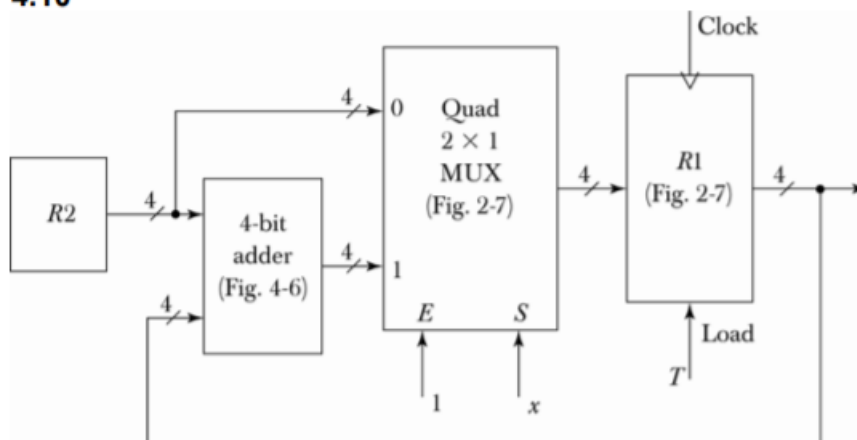 4.16
Clock
4
0
Quad
2 × 1
MUX
(Fig. 2-7)
4
R1
(Fig. 2-7)
4
R2
4
4-bit
adder
(Fig. 4-6)
4
1
4
E
S
Load
T
1
x